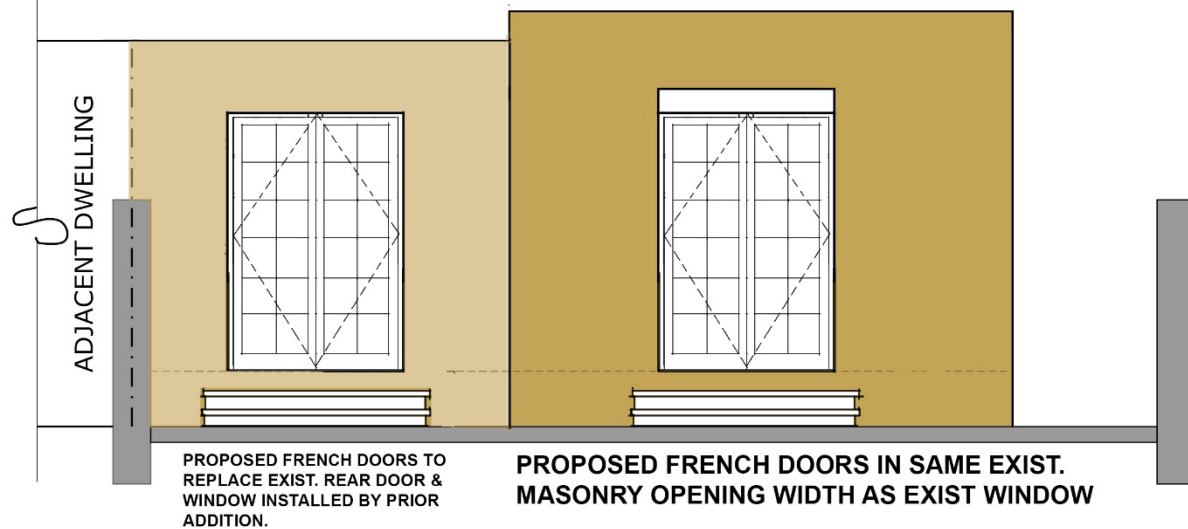 ADJACENT DWELLING
PROPOSED FRENCH DOORS TO
REPLACE EXIST. REAR DOOR &
WINDOW INSTALLED BY PRIOR
ADDITION.
PROPOSED FRENCH DOORS IN SAME EXIST.
MASONRY OPENING WIDTH AS EXIST WINDOW